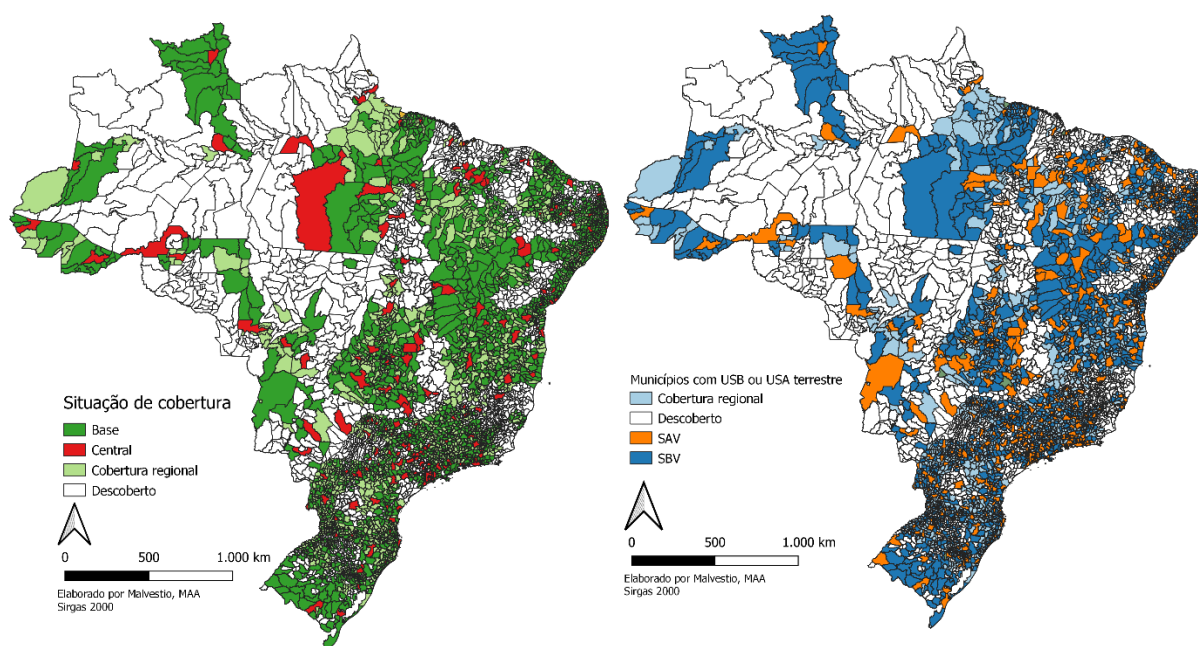 Situação de cobertura
Base
Central
Cobertura regional
Descoberto
0 500 1.000 km
Elaborado por Malvestio, MAA
Sirgas 2000
Municípios com USB ou USA terrestre
Cobertura regional
Descoberto
SAV
SBV
0 500 1.000 km
Elaborado por Malvestio, MAA
Sirgas 2000